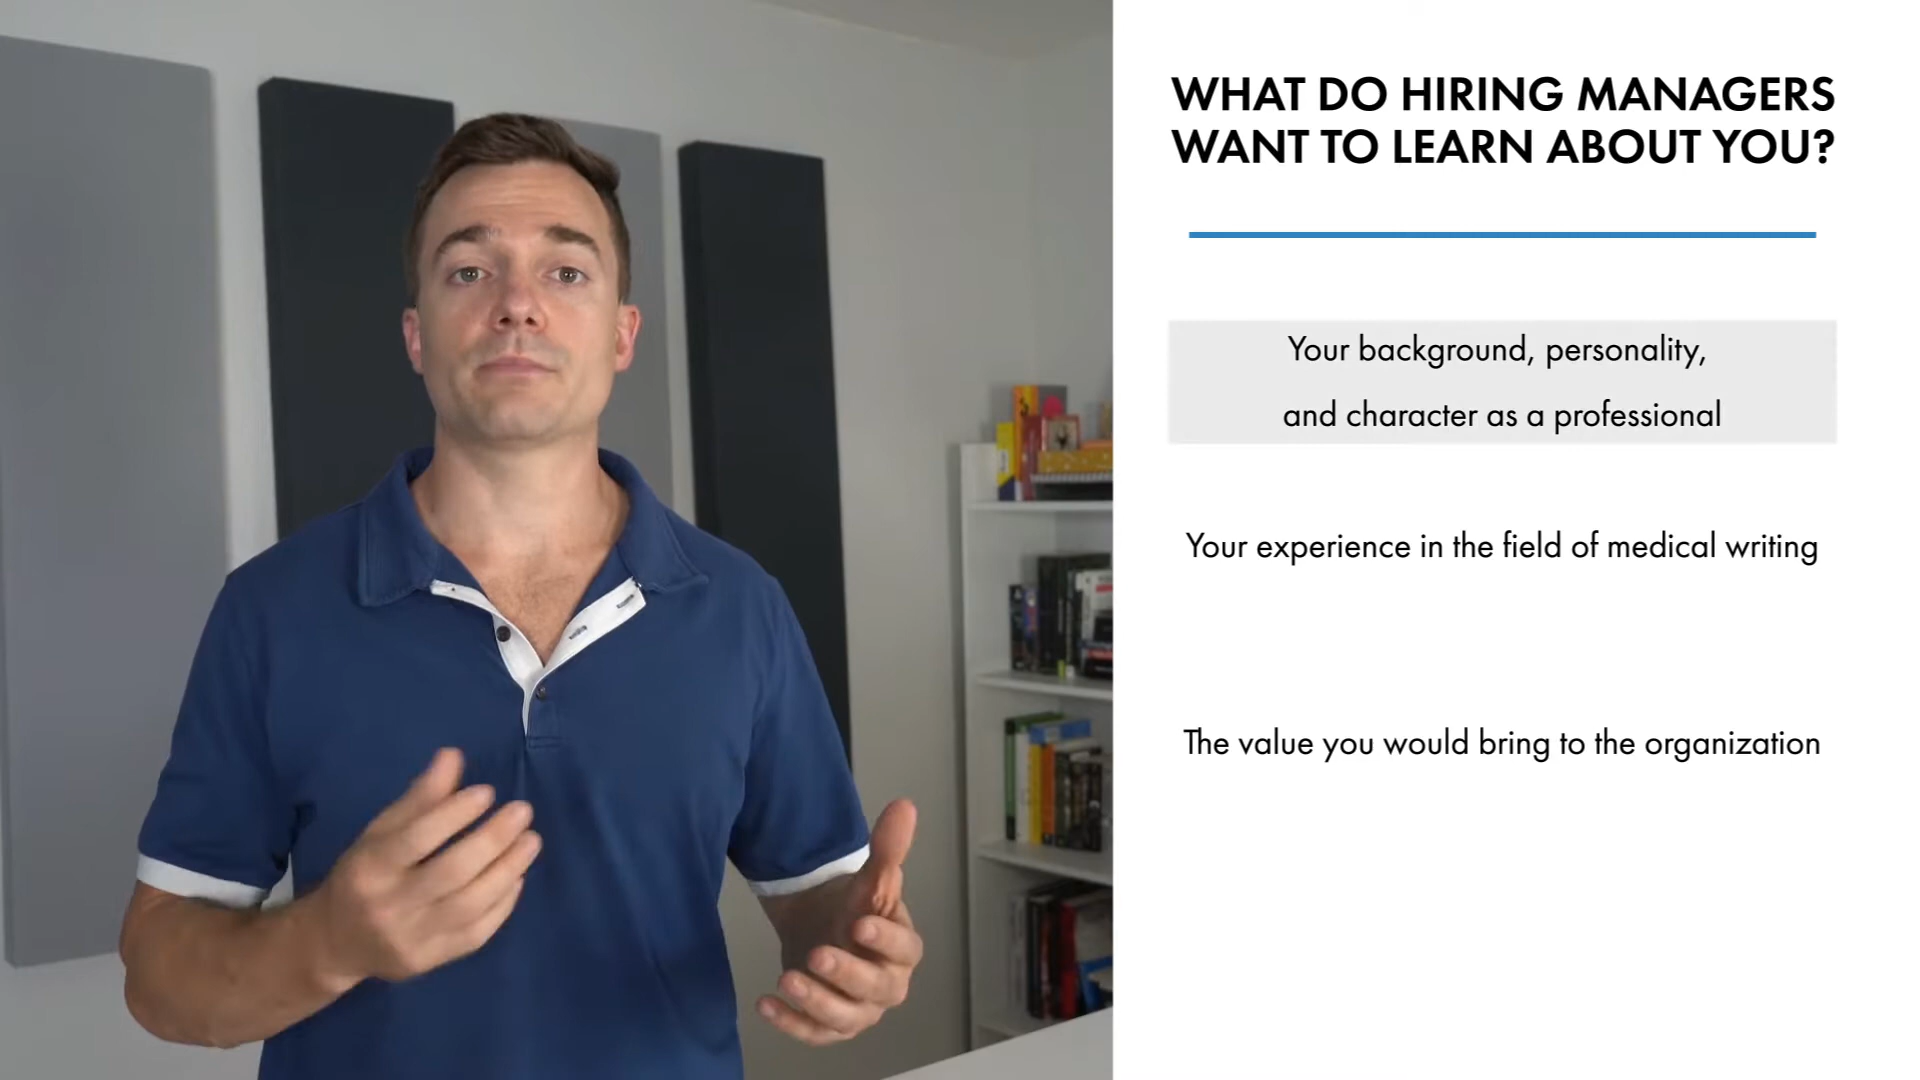 WHAT DO HIRING MANAGERS
WANT TO LEARN ABOUT YOU?
Your background, personality,
and character as a professional
Your experience in the field of medical writing
The value you would bring to the organization